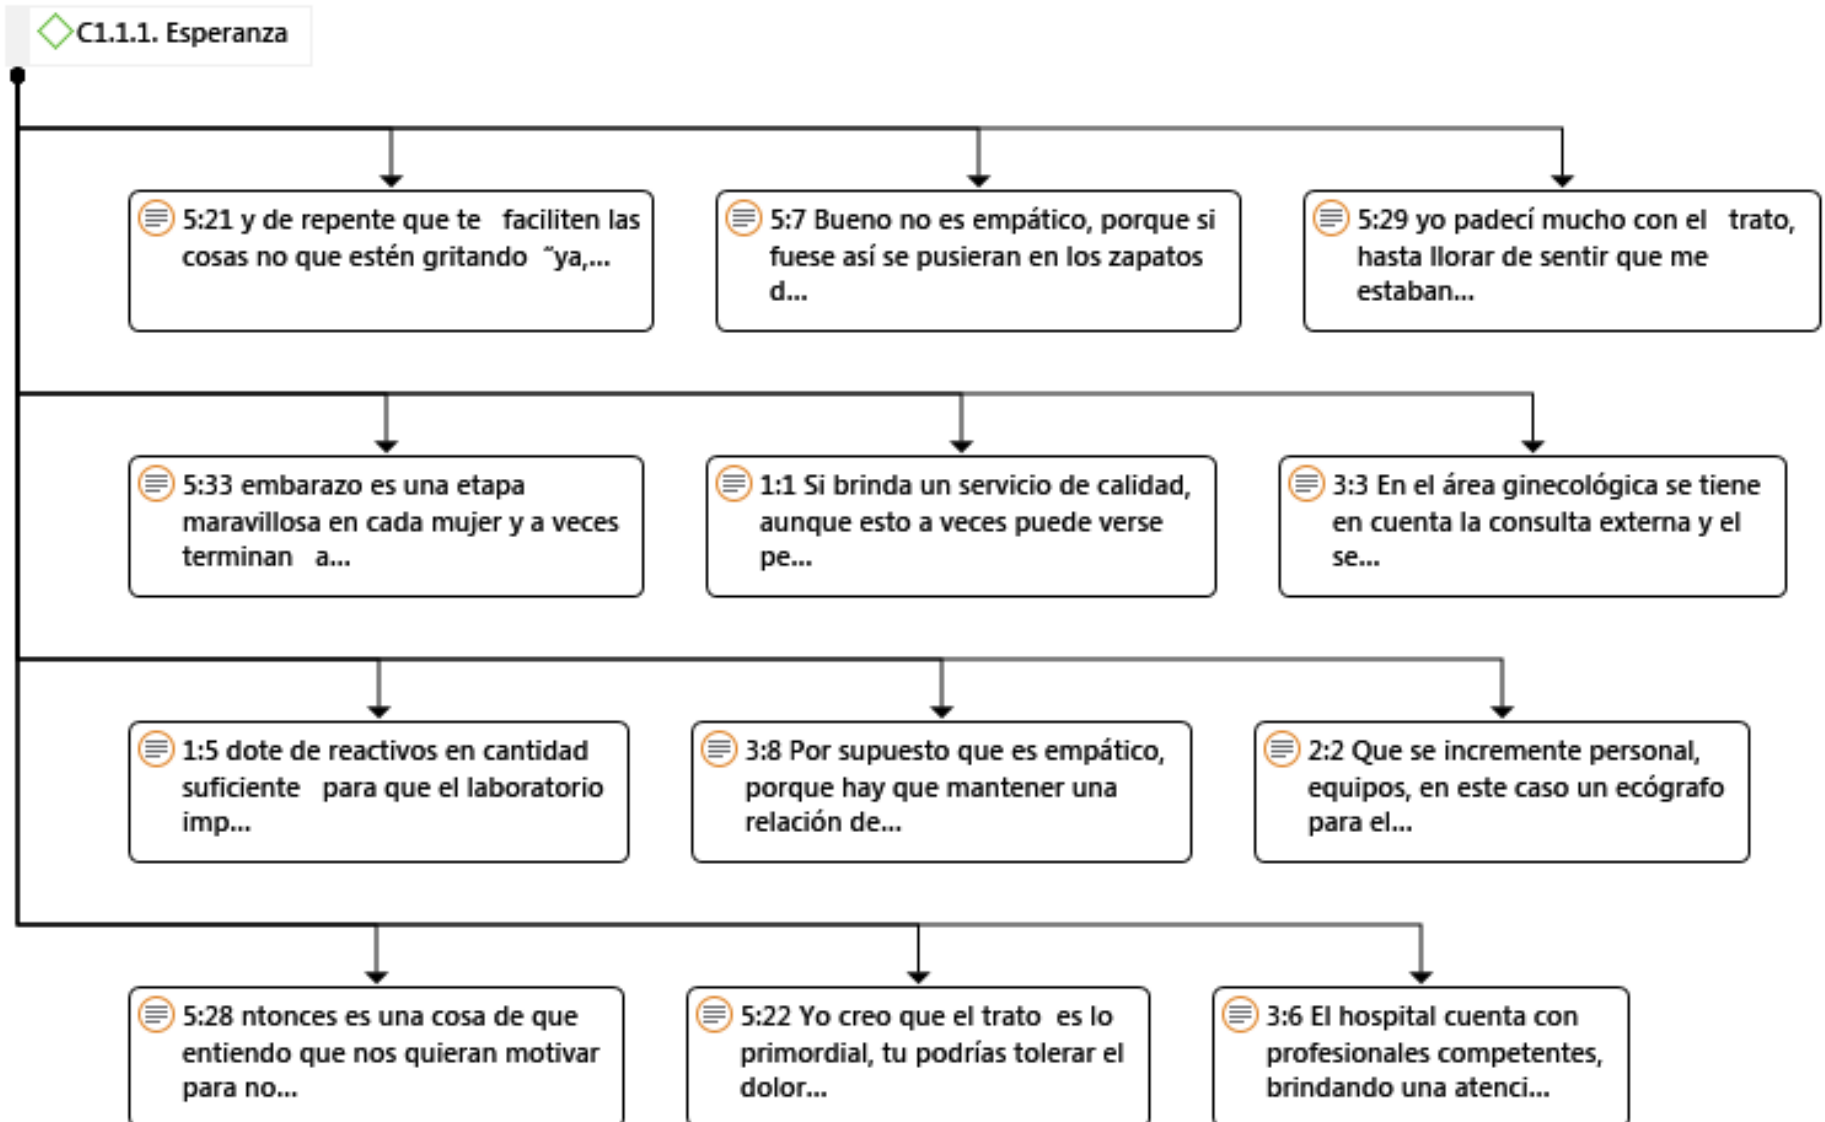 C1.1.1. Esperanza
5:21 y de repente que te faciliten las
cosas no que estén gritando “ya,...
5:7 Bueno no es empático, porque si
fuese así se pusieran en los zapatos
d...
5:29 yo padecí mucho con el trato,
hasta llorar de sentir que me
estaban...
5:33 embarazo es una etapa
maravillosa en cada mujer y a veces
terminan a...
1:1 Si brinda un servicio de calidad,
aunque esto a veces puede verse
pe...
3:3 En el área ginecológica se tiene
en cuenta la consulta externa y el
se...
1:5 dote de reactivos en cantidad
suficiente para que el laboratorio
imp...
3:8 Por supuesto que es empático,
porque hay que mantener una
relación de...
2:2 Que se incremente personal,
equipos, en este caso un ecógrafo
para el...
5:28 ntonces es una cosa de que
entiendo que nos quieran motivar
para no...
5:22 Yo creo que el trato es lo
primordial, tu podrías tolerar el
dolor...
3:6 El hospital cuenta con
profesionales competentes,
brindando una atenci...